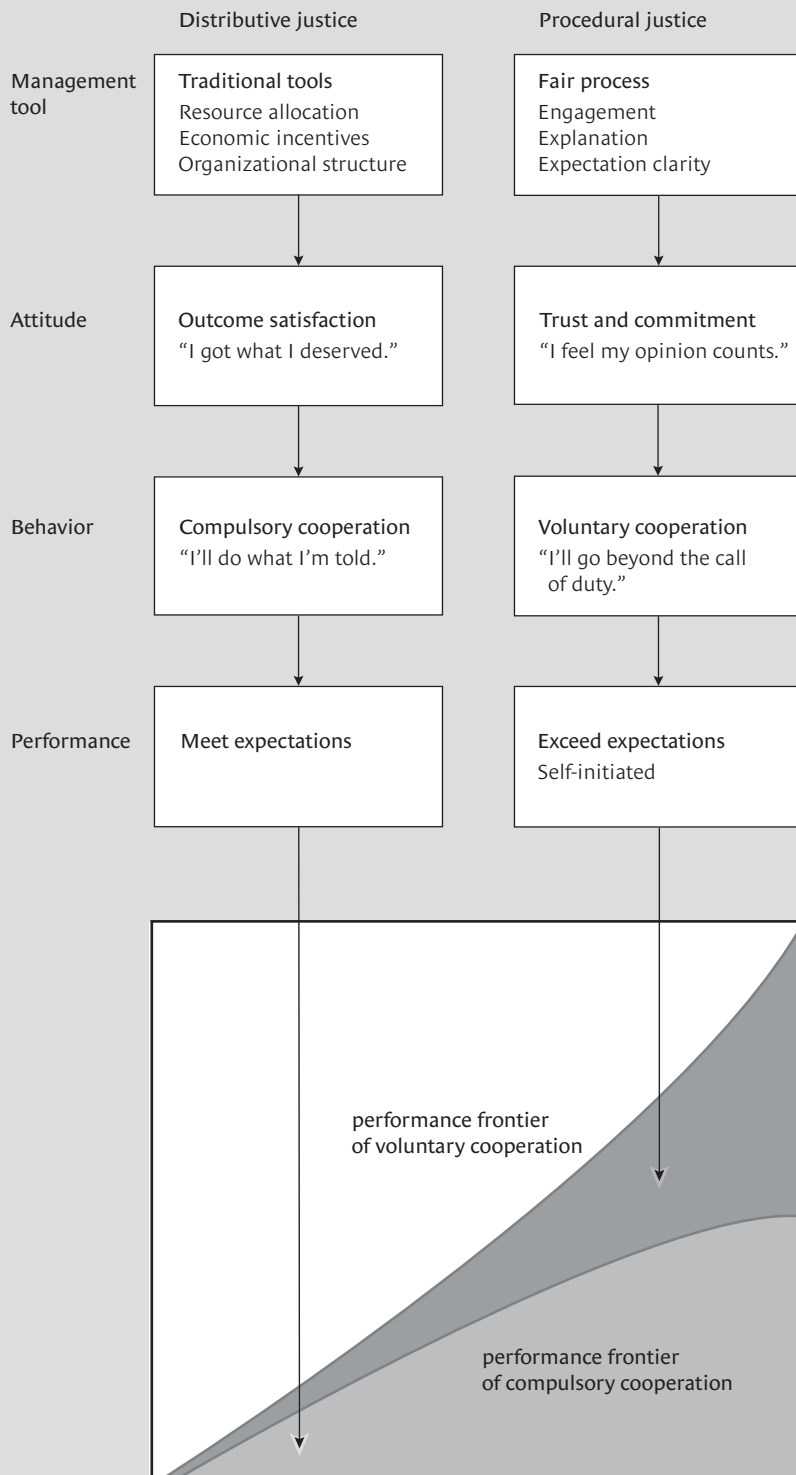 Distributive justice
Procedural justice
Management
tool
Traditional tools
Resource allocation
Economic incentives
Organizational structure
Fair process
Engagement
Explanation
Expectation clarity
Attitude
Outcome satisfaction
“I got what I deserved.”
Trust and commitment
“I feel my opinion counts.”
Behavior
Compulsory cooperation
“I’ll do what I’m told.”
Voluntary cooperation
“I’ll go beyond the call
of duty.”
Performance
Meet expectations
Exceed expectations
Self-initiated
performance frontier
of voluntary cooperation
performance frontier
of compulsory cooperation